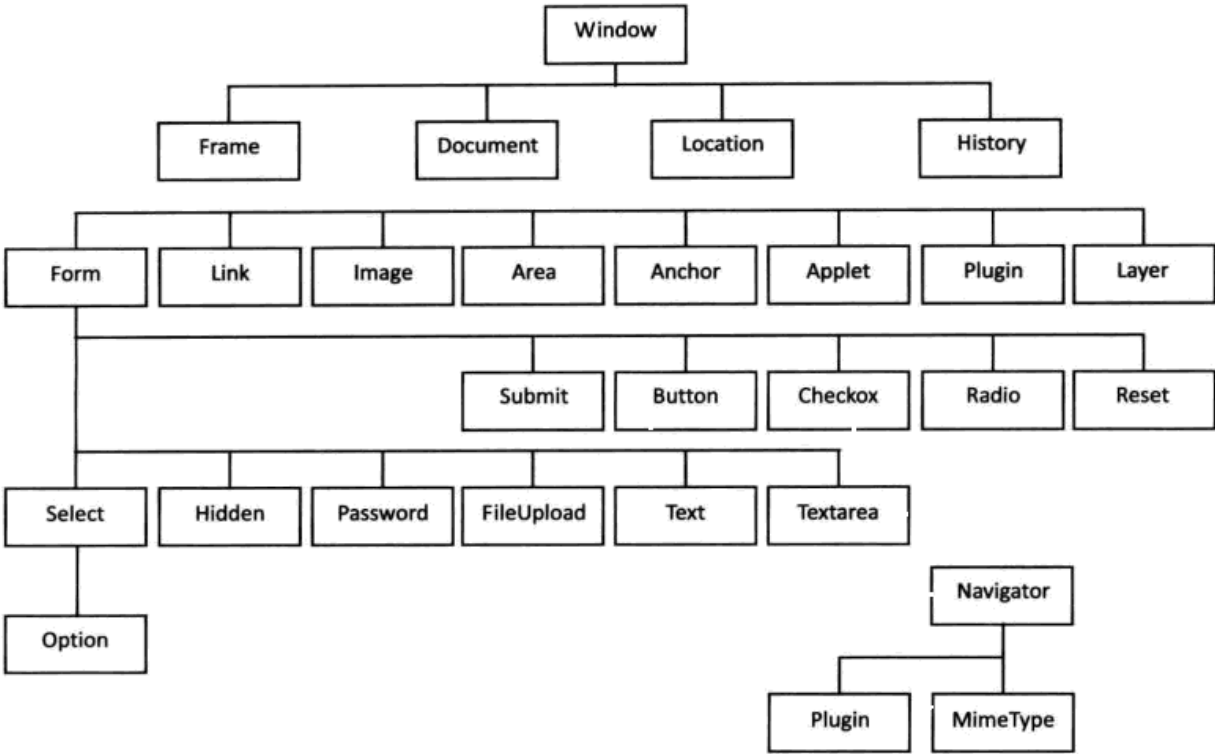 Window
Frame Document Location History
Form Link Image Area Anchor Applet Plugin Layer
Submit Button Checkox Radio Reset
Select Hidden Password FileUpload Text Textarea
Navigator
Option
Plugin MimeType